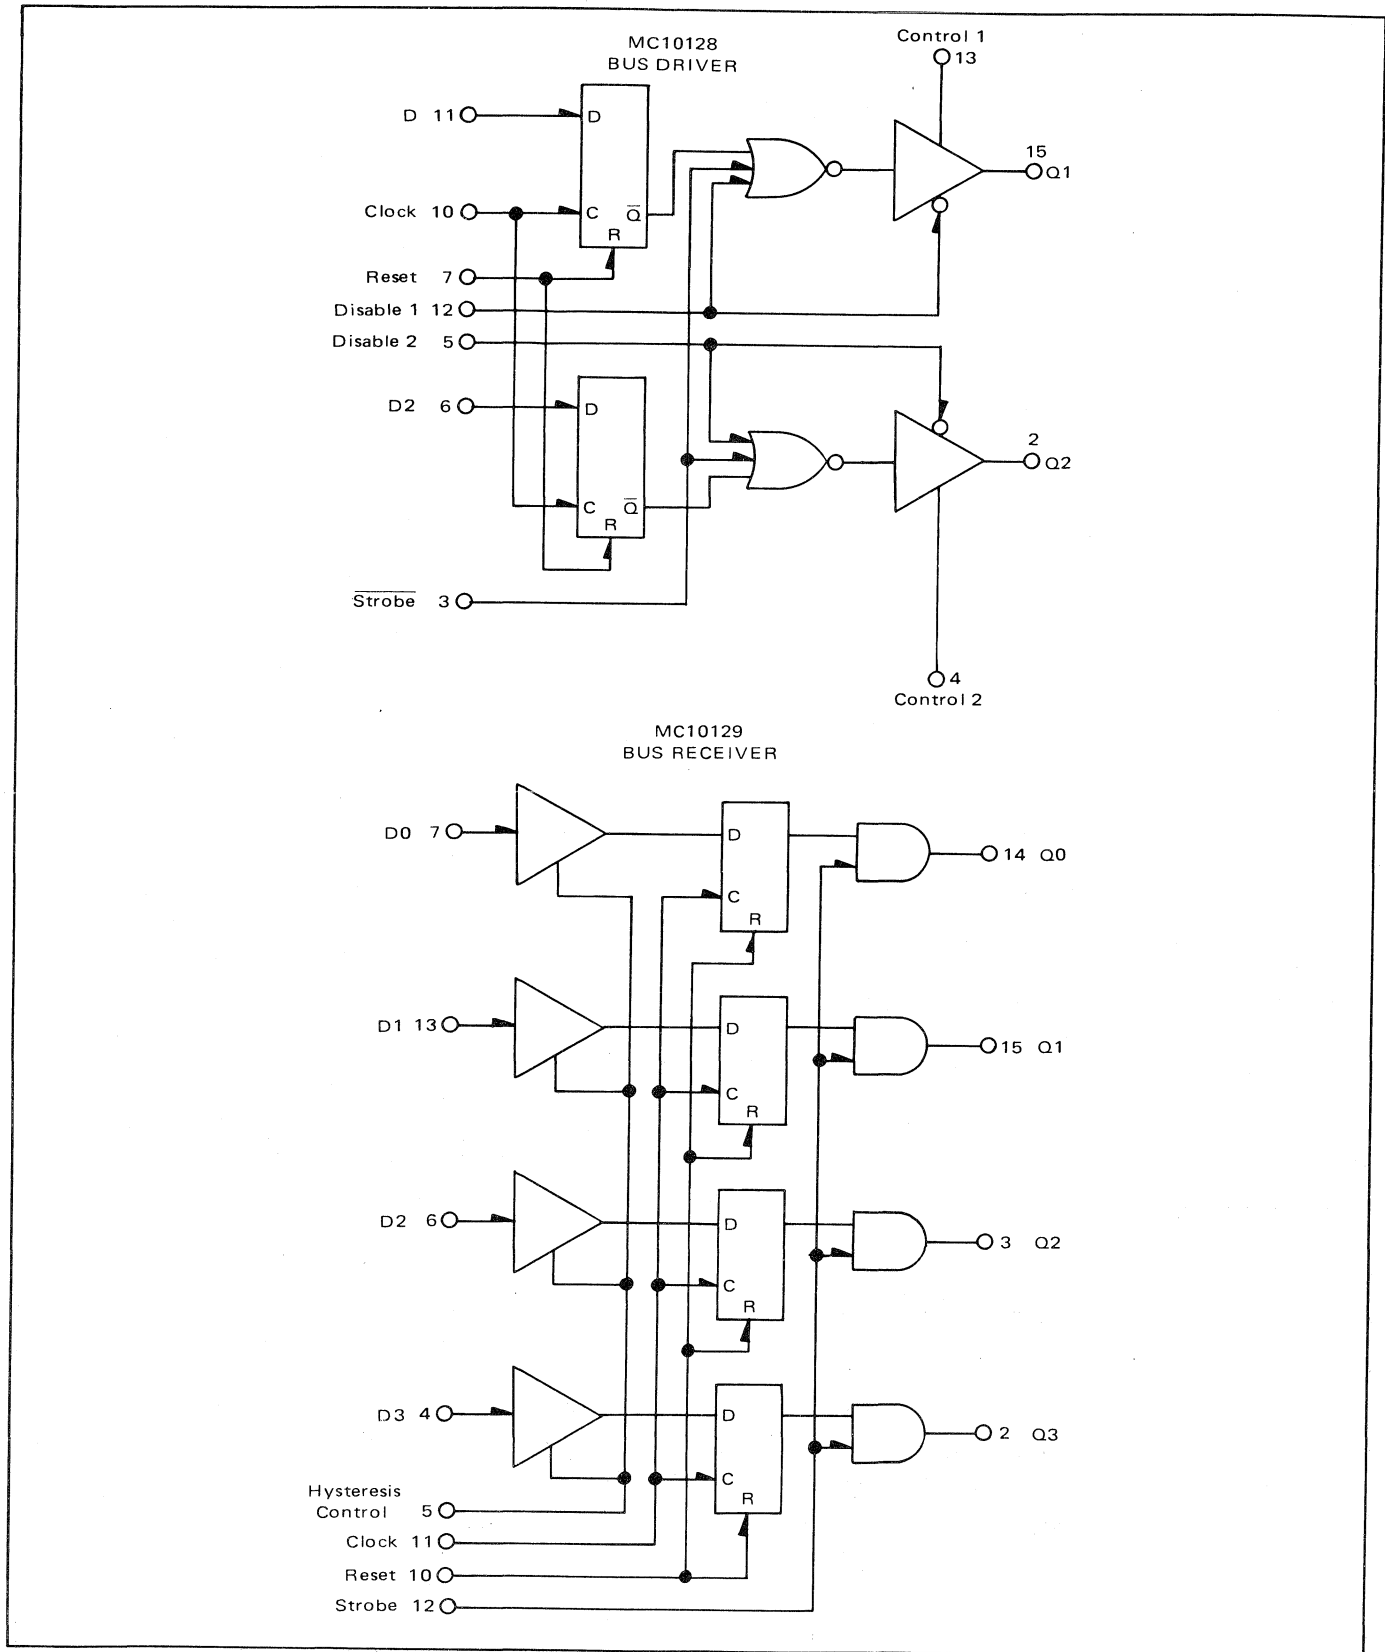 MC10128
BUS DRIVER
Control 1
13
D 11
D
15
Q1
Clock 10
C Q̅
R
Reset 7
Disable 1 12
Disable 2 5
D2 6
D
2
Q2
C Q̅
R
S̅t̅r̅o̅b̅e̅ 3
4
Control 2
MC10129
BUS RECEIVER
D0 7
D
14 Q0
C
R
D1 13
D
15 Q1
C
R
D2 6
D
3 Q2
C
R
D3 4
D
2 Q3
C
R
Hysteresis
Control 5
Clock 11
Reset 10
Strobe 12